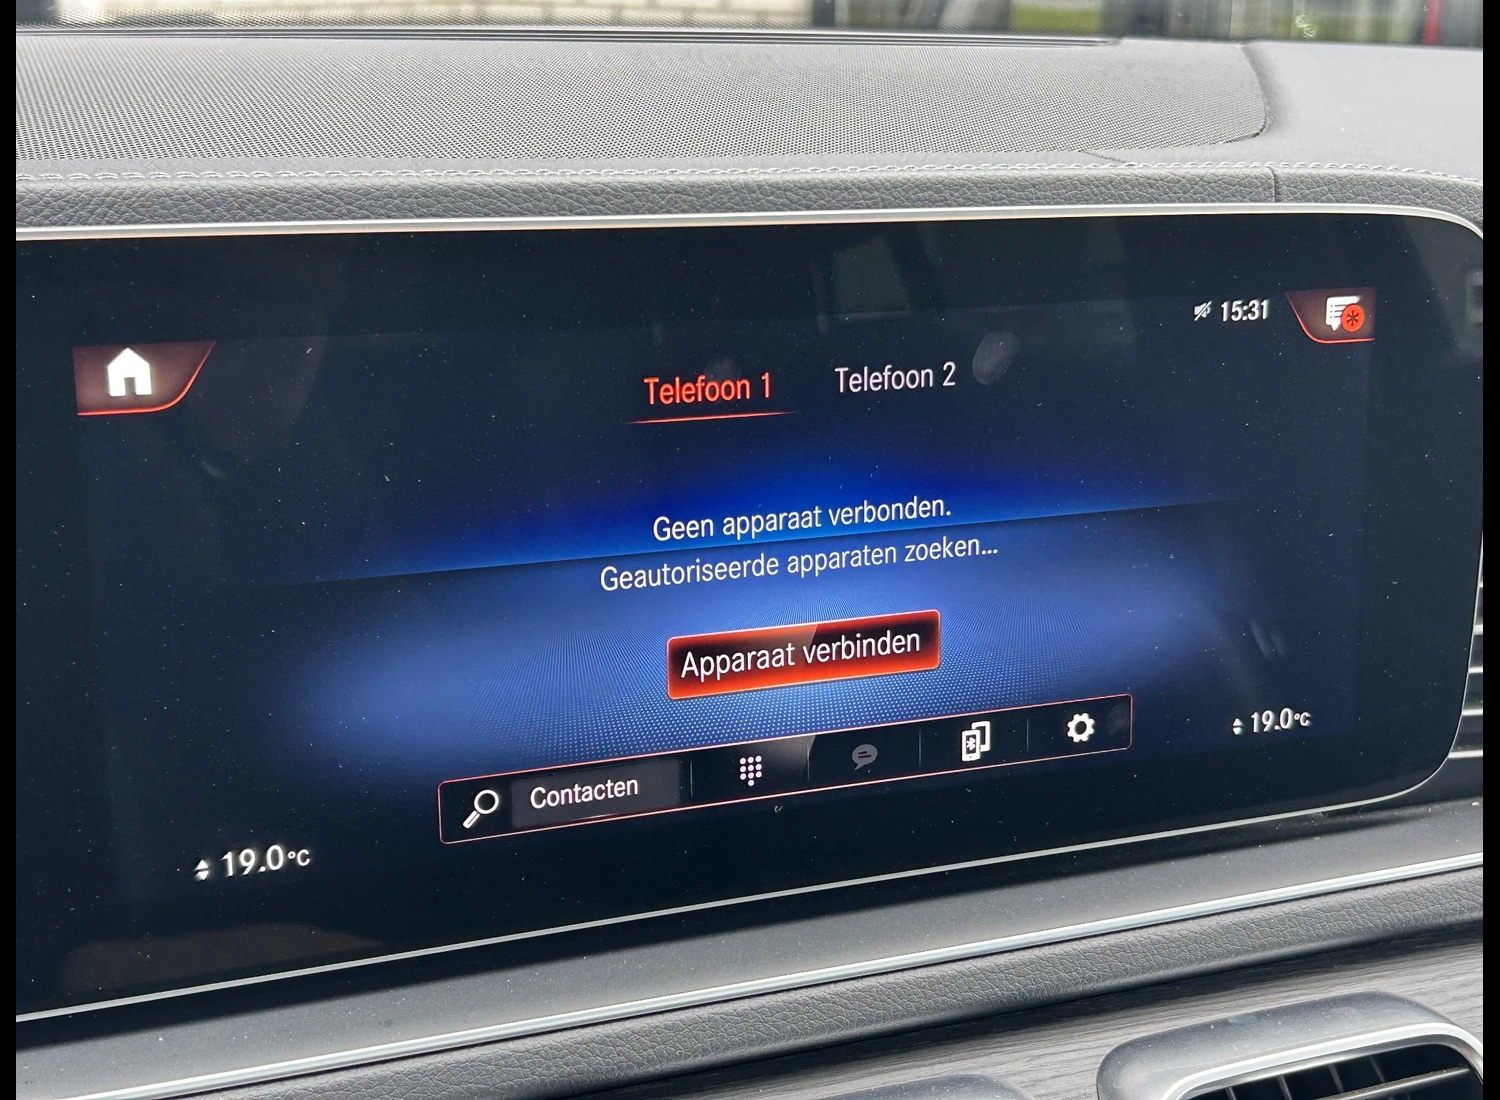 15:31
Telefoon 1
Telefoon 2
Geen apparaat verbonden.
Geautoriseerde apparaten zoeken...
Apparaat verbinden
Contacten
19.0°C
19.0°C